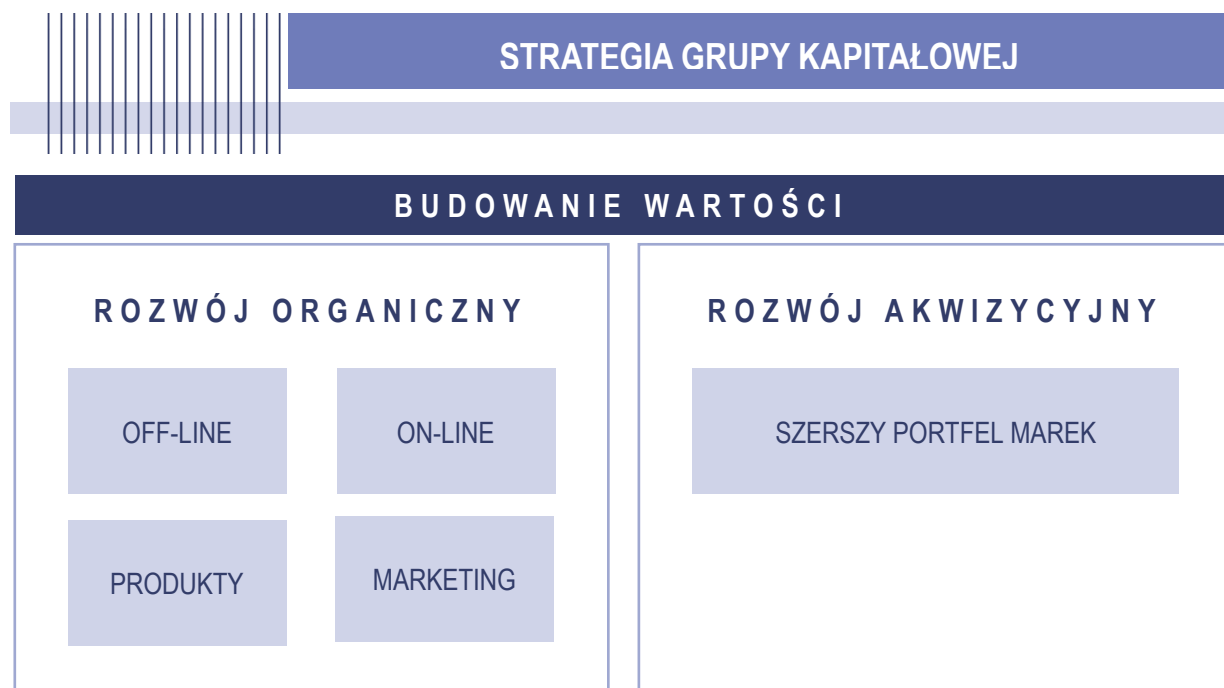 STRATEGIA GRUPY KAPITAŁOWEJ
BUDOWANIE WARTOŚCI
ROZWÓJ ORGANICZNY
OFF-LINE
ON-LINE
PRODUKTY
MARKETING
ROZWÓJ AKWIZYCYJNY
SZERSZY PORTFEL MAREK